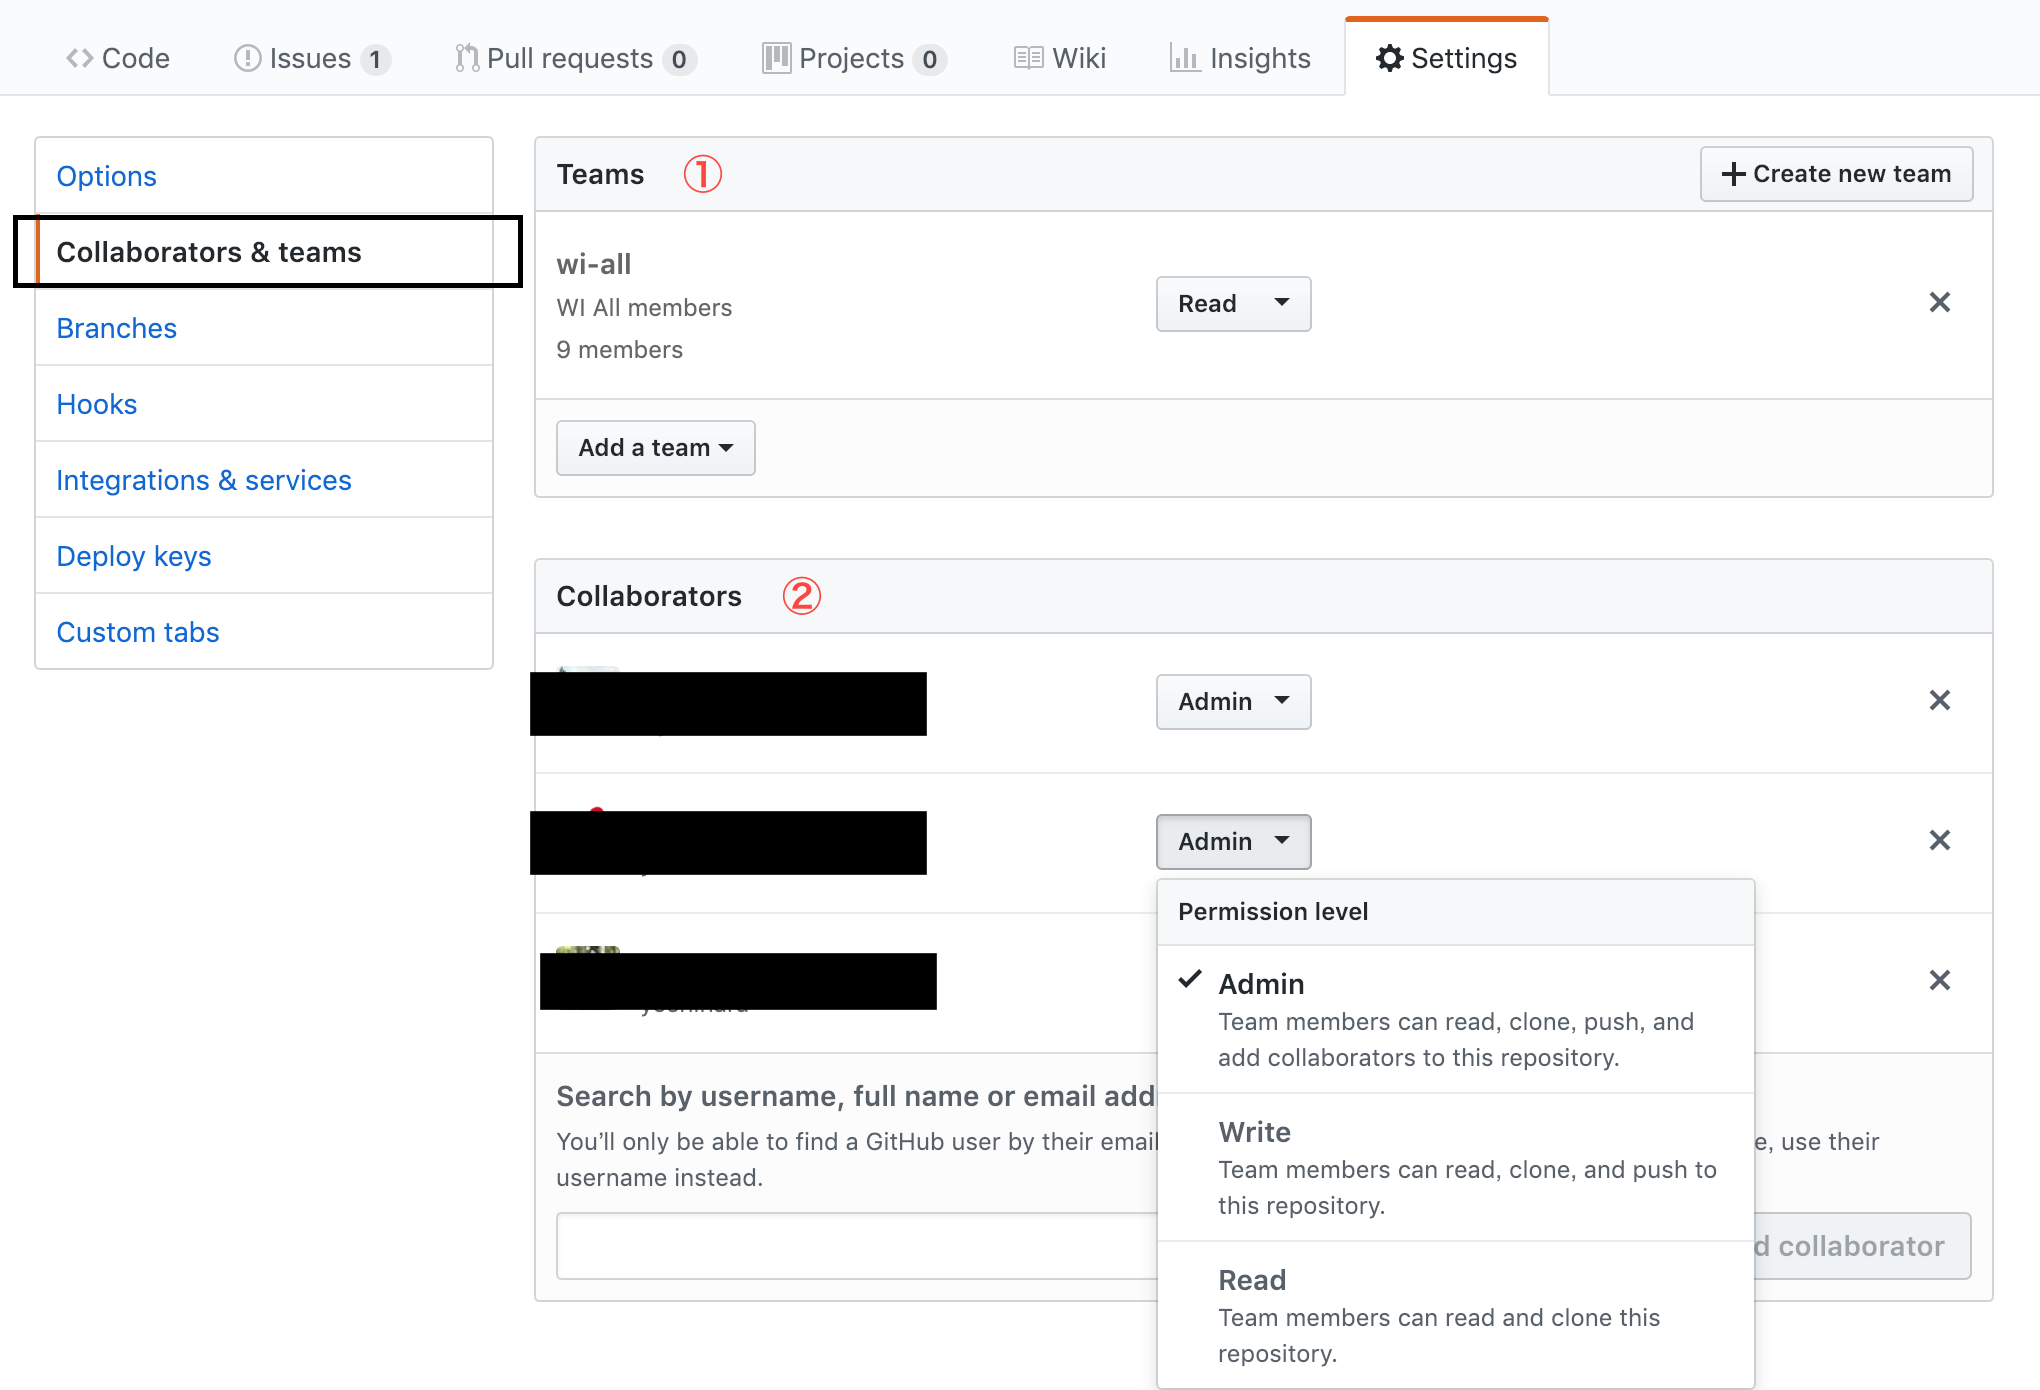 Code Issues 1 Pull requests 0 Projects 0 Wiki Insights Settings
Options
Collaborators & teams
Branches
Hooks
Integrations & services
Deploy keys
Custom tabs
Teams ① Create new team
wi-all
WI All members
9 members
Read
Add a team
Collaborators ②
Admin
Admin
Permission level
Admin
Team members can read, clone, push, and
add collaborators to this repository.
Write
Team members can read, clone, and push to
this repository.
Read
Team members can read and clone this
repository.
Search by username, full name or email add
You’ll only be able to find a GitHub user by their email e, use their
username instead.
d collaborator